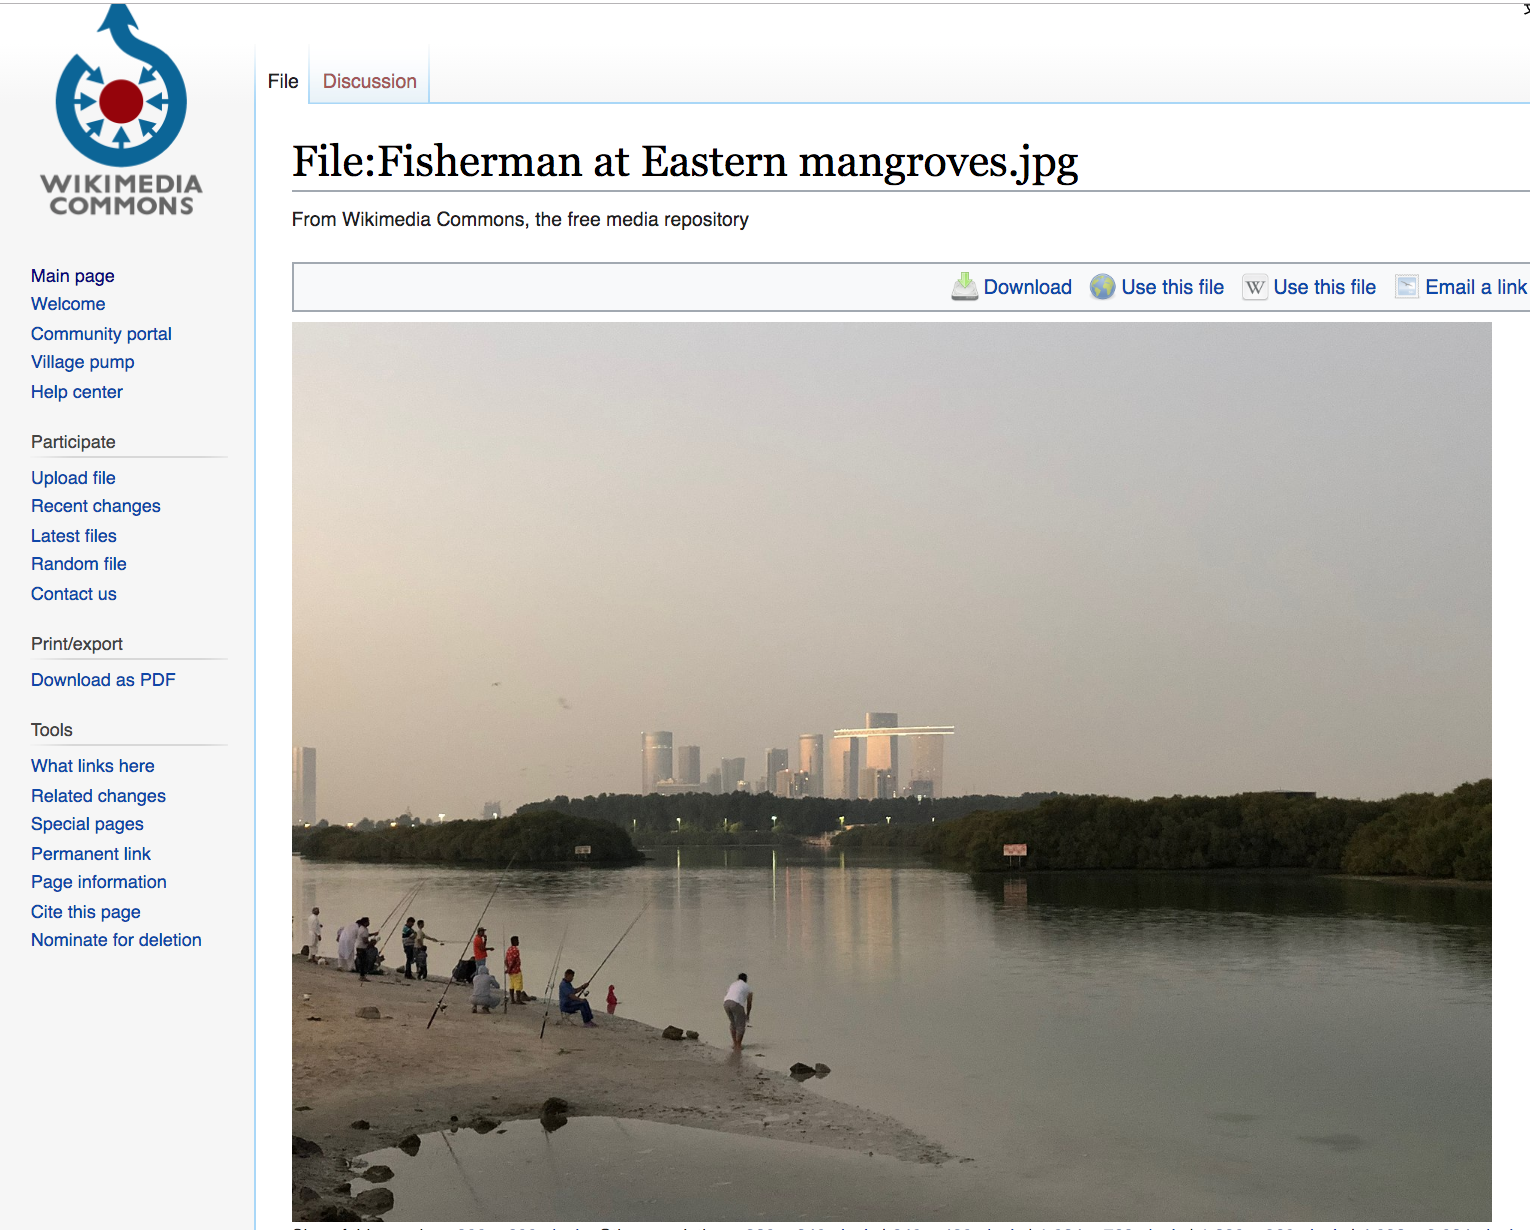 WIKIMEDIA
COMMONS
Main page
Welcome
Community portal
Village pump
Help center
Participate
Upload file
Recent changes
Latest files
Random file
Contact us
Print/export
Download as PDF
Tools
What links here
Related changes
Special pages
Permanent link
Page information
Cite this page
Nominate for deletion
File Discussion
File:Fisherman at Eastern mangroves.jpg
From Wikimedia Commons, the free media repository
Download Use this file W Use this file Email a link